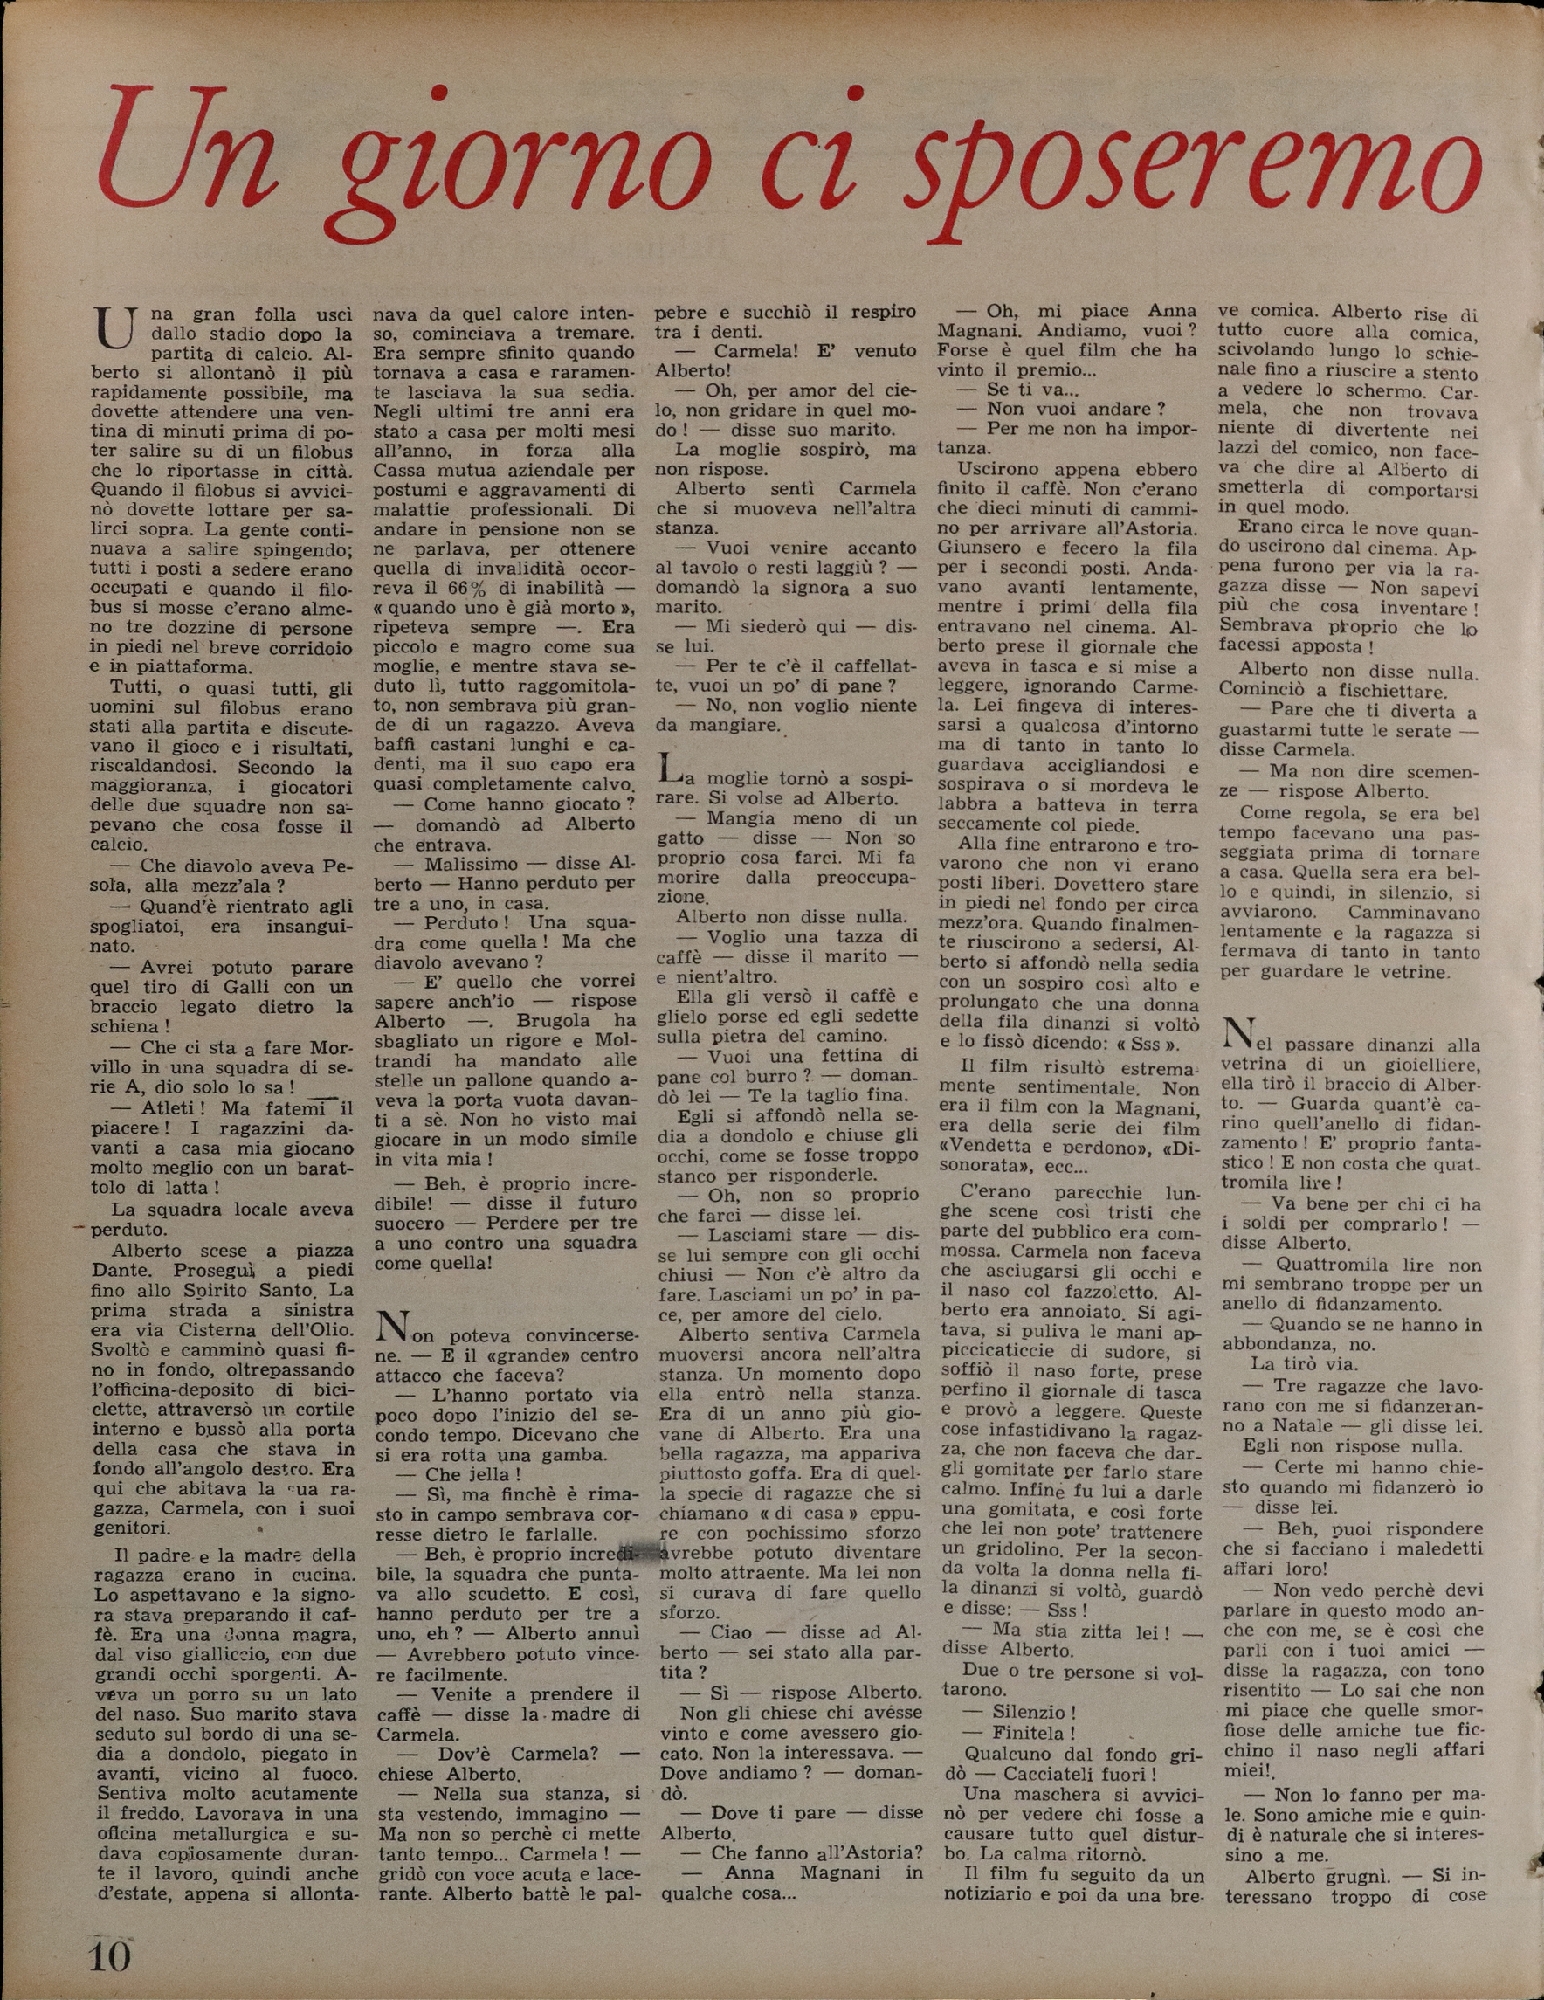 Un giorno ci sposeremo
Una gran folla uscì
dallo stadio dopo la
partita di calcio. Al-
berto si allontanò il più
rapidamente possibile, ma
dovette attendere una ven-
tina di minuti prima di po-
ter salire su di un filobus
che lo riportasse in città.
Quando il filobus si avvici-
nò dovette lottare per sa-
lirci sopra. La gente conti-
nuava a salire spingendo;
tutti i posti a sedere erano
occupati e quando il filo-
bus si mosse c'erano alme-
no tre dozzine di persone
in piedi nel breve corridoio
e in piattaforma.
Tutti, o quasi tutti, gli
uomini sul filobus erano
stati alla partita e discute-
vano il gioco e i risultati,
riscaldandosi. Secondo la
maggioranza, i giocatori
delle due squadre non sa-
pevano che cosa fosse il
calcio.
— Che diavolo aveva Pe-
sola, alla mezz'ala ?
— Quand'è rientrato agli
spogliatoi, era insangui-
nato.
— Avrei potuto parare
quel tiro di Galli con un
braccio legato dietro la
schiena !
— Che ci sta a fare Mor-
villo in una squadra di se-
rie A, dio solo lo sa !
— Atleti ! Ma fatemi il
piacere ! I ragazzini da-
vanti a casa mia giocano
molto meglio con un barat-
tolo di latta !
La squadra locale aveva
perduto.
Alberto scese a piazza
Dante. Proseguì a piedi
fino allo Spirito Santo. La
prima strada a sinistra
era via Cisterna dell'Olio.
Svoltò e camminò quasi fi-
no in fondo, oltrepassando
l'officina-deposito di bici-
clette, attraversò un cortile
interno e bussò alla porta
della casa che stava in
fondo all'angolo destro. Era
qui che abitava la sua ra-
gazza, Carmela, con i suoi
genitori.
Il padre e la madre della
ragazza erano in cucina.
Lo aspettavano e la signo-
ra stava preparando il caf-
fè. Era una donna magra,
dal viso gialliccio, con due
grandi occhi sporgenti. A-
veva un porro su un lato
del naso. Suo marito stava
seduto sul bordo di una se-
dia a dondolo, piegato in
avanti, vicino al fuoco.
Sentiva molto acutamente
il freddo. Lavorava in una
officina metallurgica e su-
dava copiosamente duran-
te il lavoro, quindi anche
d'estate, appena si allonta-
nava da quel calore inten-
so, cominciava a tremare.
Era sempre sfinito quando
tornava a casa e raramen-
te lasciava la sua sedia.
Negli ultimi tre anni era
stato a casa per molti mesi
all'anno, in forza alla
Cassa mutua aziendale per
postumi e aggravamenti di
malattie professionali. Di
andare in pensione non se
ne parlava, per ottenere
quella di invalidità occor-
reva il 66% di inabilità —
« quando uno è già morto »,
ripeteva sempre —. Era
piccolo e magro come sua
moglie, e mentre stava se-
duto lì, tutto raggomitola-
to, non sembrava più gran-
de di un ragazzo. Aveva
baffi castani lunghi e ca-
denti, ma il suo capo era
quasi completamente calvo.
— Come hanno giocato ?
— domandò ad Alberto
che entrava.
— Malissimo — disse Al-
berto — Hanno perduto per
tre a uno, in casa.
— Perduto ! Una squa-
dra come quella ! Ma che
diavolo avevano ?
— E' quello che vorrei
sapere anch'io — rispose
Alberto —. Brugola ha
sbagliato un rigore e Mol-
trandi ha mandato alle
stelle un pallone quando a-
veva la porta vuota davan-
ti a sè. Non ho visto mai
giocare in un modo simile
in vita mia !
— Beh, è proprio incre-
dibile! — disse il futuro
suocero — Perdere per tre
a uno contro una squadra
come quella!
Non poteva convincerse-
ne. — E il «grande» centro
attacco che faceva?
— L'hanno portato via
poco dopo l'inizio del se-
condo tempo. Dicevano che
si era rotta una gamba.
— Che jella !
— Sì, ma finchè è rima-
sto in campo sembrava cor-
resse dietro le farfalle.
— Beh, è proprio incredi-
bile, la squadra che punta-
va allo scudetto. E così,
hanno perduto per tre a
uno, eh ? — Alberto annuì
— Avrebbero potuto vince-
re facilmente.
— Venite a prendere il
caffè — disse la madre di
Carmela.
— Dov'è Carmela? —
chiese Alberto.
— Nella sua stanza, si
sta vestendo, immagino —
Ma non so perchè ci mette
tanto tempo... Carmela ! —
gridò con voce acuta e lace-
rante. Alberto battè le pal-
pebre e succhiò il respiro
tra i denti.
— Carmela! E' venuto
Alberto!
— Oh, per amor del cie-
lo, non gridare in quel mo-
do ! — disse suo marito.
La moglie sospirò, ma
non rispose.
Alberto sentì Carmela
che si muoveva nell'altra
stanza.
— Vuoi venire accanto
al tavolo o resti laggiù ? —
domandò la signora a suo
marito.
— Mi siederò qui — dis-
se lui.
— Per te c'è il caffellat-
te, vuoi un po' di pane ?
— No, non voglio niente
da mangiare.
La moglie tornò a sospi-
rare. Si volse ad Alberto.
— Mangia meno di un
gatto — disse — Non so
proprio cosa farci. Mi fa
morire dalla preoccupa-
zione.
Alberto non disse nulla.
— Voglio una tazza di
caffè — disse il marito —
e nient'altro.
Ella gli versò il caffè e
glielo porse ed egli sedette
sulla pietra del camino.
— Vuoi una fettina di
pane col burro ? — doman-
dò lei — Te la taglio fina.
Egli si affondò nella se-
dia a dondolo e chiuse gli
occhi, come se fosse troppo
stanco per risponderle.
— Oh, non so proprio
che farci — disse lei.
— Lasciami stare — dis-
se lui sempre con gli occhi
chiusi — Non c'è altro da
fare. Lasciami un po' in pa-
ce, per amore del cielo.
Alberto sentiva Carmela
muoversi ancora nell'altra
stanza. Un momento dopo
ella entrò nella stanza.
Era di un anno più gio-
vane di Alberto. Era una
bella ragazza, ma appariva
piuttosto goffa. Era di quel-
la specie di ragazze che si
chiamano « di casa » eppu-
re con pochissimo sforzo
avrebbe potuto diventare
molto attraente. Ma lei non
si curava di fare quello
sforzo.
— Ciao — disse ad Al-
berto — sei stato alla par-
tita ?
— Sì — rispose Alberto.
Non gli chiese chi avesse
vinto e come avessero gio-
cato. Non la interessava. —
Dove andiamo ? — doman-
dò.
— Dove ti pare — disse
Alberto.
— Che fanno all'Astoria?
— Anna Magnani in
qualche cosa...
— Oh, mi piace Anna
Magnani. Andiamo, vuoi ?
Forse è quel film che ha
vinto il premio...
— Se ti va...
— Non vuoi andare ?
— Per me non ha impor-
tanza.
Uscirono appena ebbero
finito il caffè. Non c'erano
che dieci minuti di cammi-
no per arrivare all'Astoria.
Giunsero e fecero la fila
per i secondi posti. Anda-
vano avanti lentamente,
mentre i primi della fila
entravano nel cinema. Al-
berto prese il giornale che
aveva in tasca e si mise a
leggere, ignorando Carme-
la. Lei fingeva di interes-
sarsi a qualcosa d'intorno
ma di tanto in tanto lo
guardava accigliandosi e
sospirava o si mordeva le
labbra a batteva in terra
seccamente col piede.
Alla fine entrarono e tro-
varono che non vi erano
posti liberi. Dovettero stare
in piedi nel fondo per circa
mezz'ora. Quando finalmen-
te riuscirono a sedersi, Al-
berto si affondò nella sedia
con un sospiro così alto e
prolungato che una donna
della fila dinanzi si voltò
e lo fissò dicendo: « Sss ».
Il film risultò estrema-
mente sentimentale. Non
era il film con la Magnani,
era della serie dei film
«Vendetta e perdono», «Di-
sonorata», ecc...
C'erano parecchie lun-
ghe scene così tristi che
parte del pubblico era com-
mossa. Carmela non faceva
che asciugarsi gli occhi e
il naso col fazzoletto. Al-
berto era annoiato. Si agi-
tava, si puliva le mani ap-
piccicaticcie di sudore, si
soffiò il naso forte, prese
perfino il giornale di tasca
e provò a leggere. Queste
cose infastidivano la ragaz-
za, che non faceva che dar-
gli gomitate per farlo stare
calmo. Infine fu lui a darle
una gomitata, e così forte
che lei non pote' trattenere
un gridolino. Per la secon-
da volta la donna nella fi-
la dinanzi si voltò, guardò
e disse: — Sss !
— Ma stia zitta lei ! —
disse Alberto.
Due o tre persone si vol-
tarono.
— Silenzio !
— Finitela !
Qualcuno dal fondo gri-
dò — Cacciateli fuori !
Una maschera si avvici-
nò per vedere chi fosse a
causare tutto quel distur-
bo. La calma ritornò.
Il film fu seguito da un
notiziario e poi da una bre-
ve comica. Alberto rise di
tutto cuore alla comica,
scivolando lungo lo schie-
nale fino a riuscire a stento
a vedere lo schermo. Car-
mela, che non trovava
niente di divertente nei
lazzi del comico, non face-
va che dire al Alberto di
smetterla di comportarsi
in quel modo.
Erano circa le nove quan-
do uscirono dal cinema. Ap-
pena furono per via la ra-
gazza disse — Non sapevi
più che cosa inventare !
Sembrava proprio che lo
facessi apposta !
Alberto non disse nulla.
Cominciò a fischiettare.
— Pare che ti diverta a
guastarmi tutte le serate —
disse Carmela.
— Ma non dire scemen-
ze — rispose Alberto.
Come regola, se era bel
tempo facevano una pas-
seggiata prima di tornare
a casa. Quella sera era bel-
lo e quindi, in silenzio, si
avviarono. Camminavano
lentamente e la ragazza si
fermava di tanto in tanto
per guardare le vetrine.
Nel passare dinanzi alla
vetrina di un gioielliere,
ella tirò il braccio di Alber-
to. — Guarda quant'è ca-
rino quell'anello di fidan-
zamento ! E' proprio fanta-
stico ! E non costa che quat-
tromila lire !
— Va bene per chi ci ha
i soldi per comprarlo ! —
disse Alberto.
— Quattromila lire non
mi sembrano troppe per un
anello di fidanzamento.
— Quando se ne hanno in
abbondanza, no.
La tirò via.
— Tre ragazze che lavo-
rano con me si fidanzeran-
no a Natale — gli disse lei.
Egli non rispose nulla.
— Certe mi hanno chie-
sto quando mi fidanzerò io
— disse lei.
— Beh, puoi rispondere
che si facciano i maledetti
affari loro!
— Non vedo perchè devi
parlare in questo modo an-
che con me, se è così che
parli con i tuoi amici —
disse la ragazza, con tono
risentito — Lo sai che non
mi piace che quelle smor-
fiose delle amiche tue fic-
chino il naso negli affari
miei!.
— Non lo fanno per ma-
le. Sono amiche mie e quin-
di è naturale che si interes-
sino a me.
Alberto grugnì. — Si in-
teressano troppo di cose
10